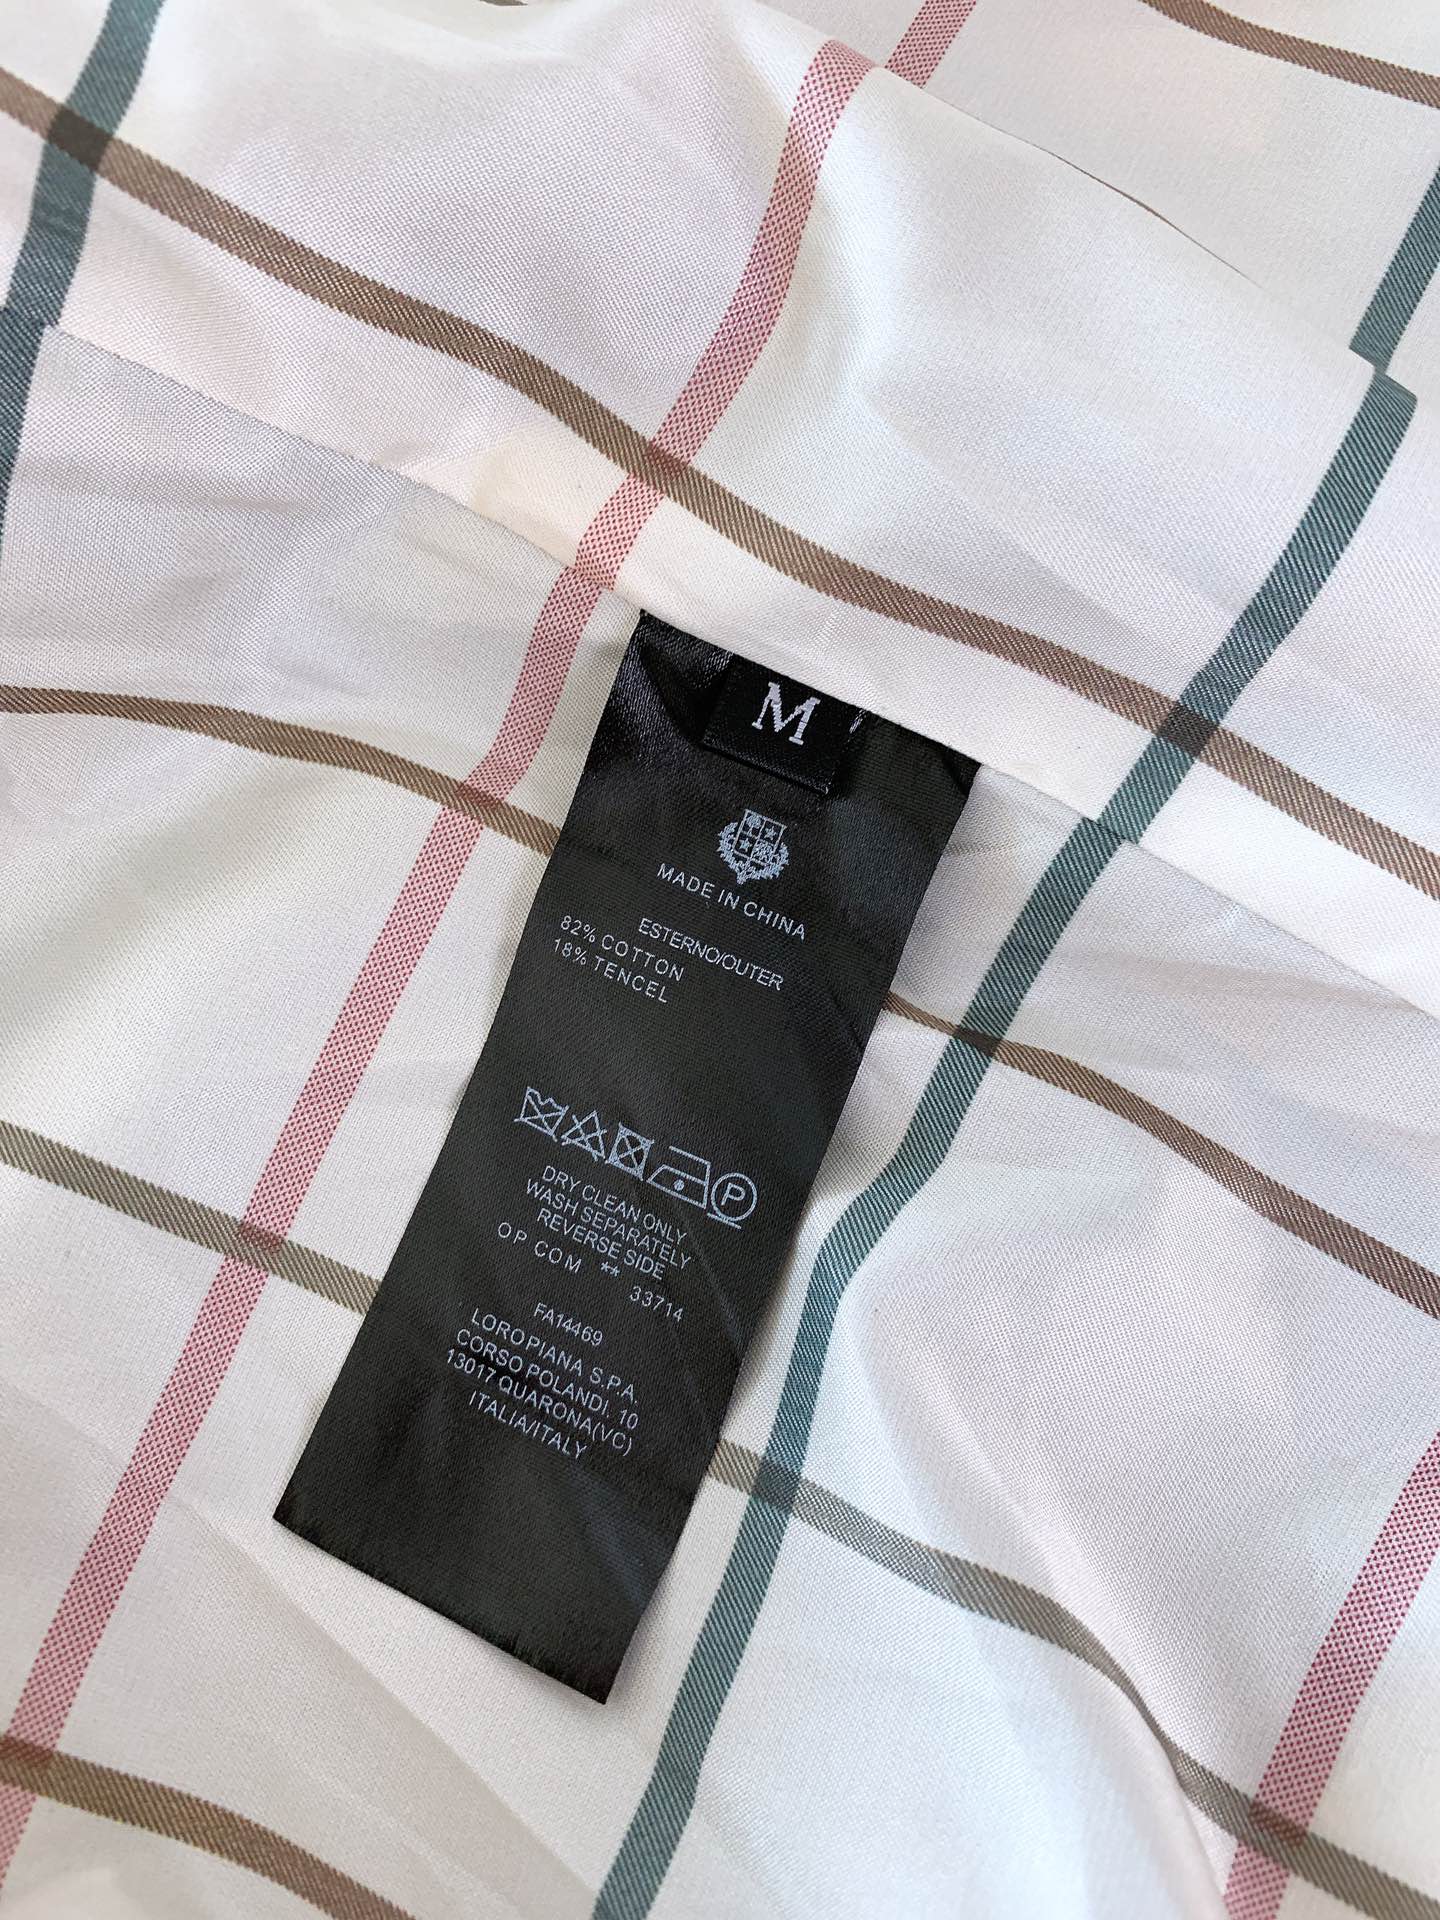 M
MADE IN CHINA
ESTERNO/OUTER
82% COTTON
18% TENCEL
P
DRY CLEAN ONLY
WASH SEPARATELY
REVERSE SIDE
OP COM ** 33714
FA14469
LORO PIANA S.P.A.
CORSO POLANDI, 10
13017 QUARONA(VC)
ITALIA/ITALY